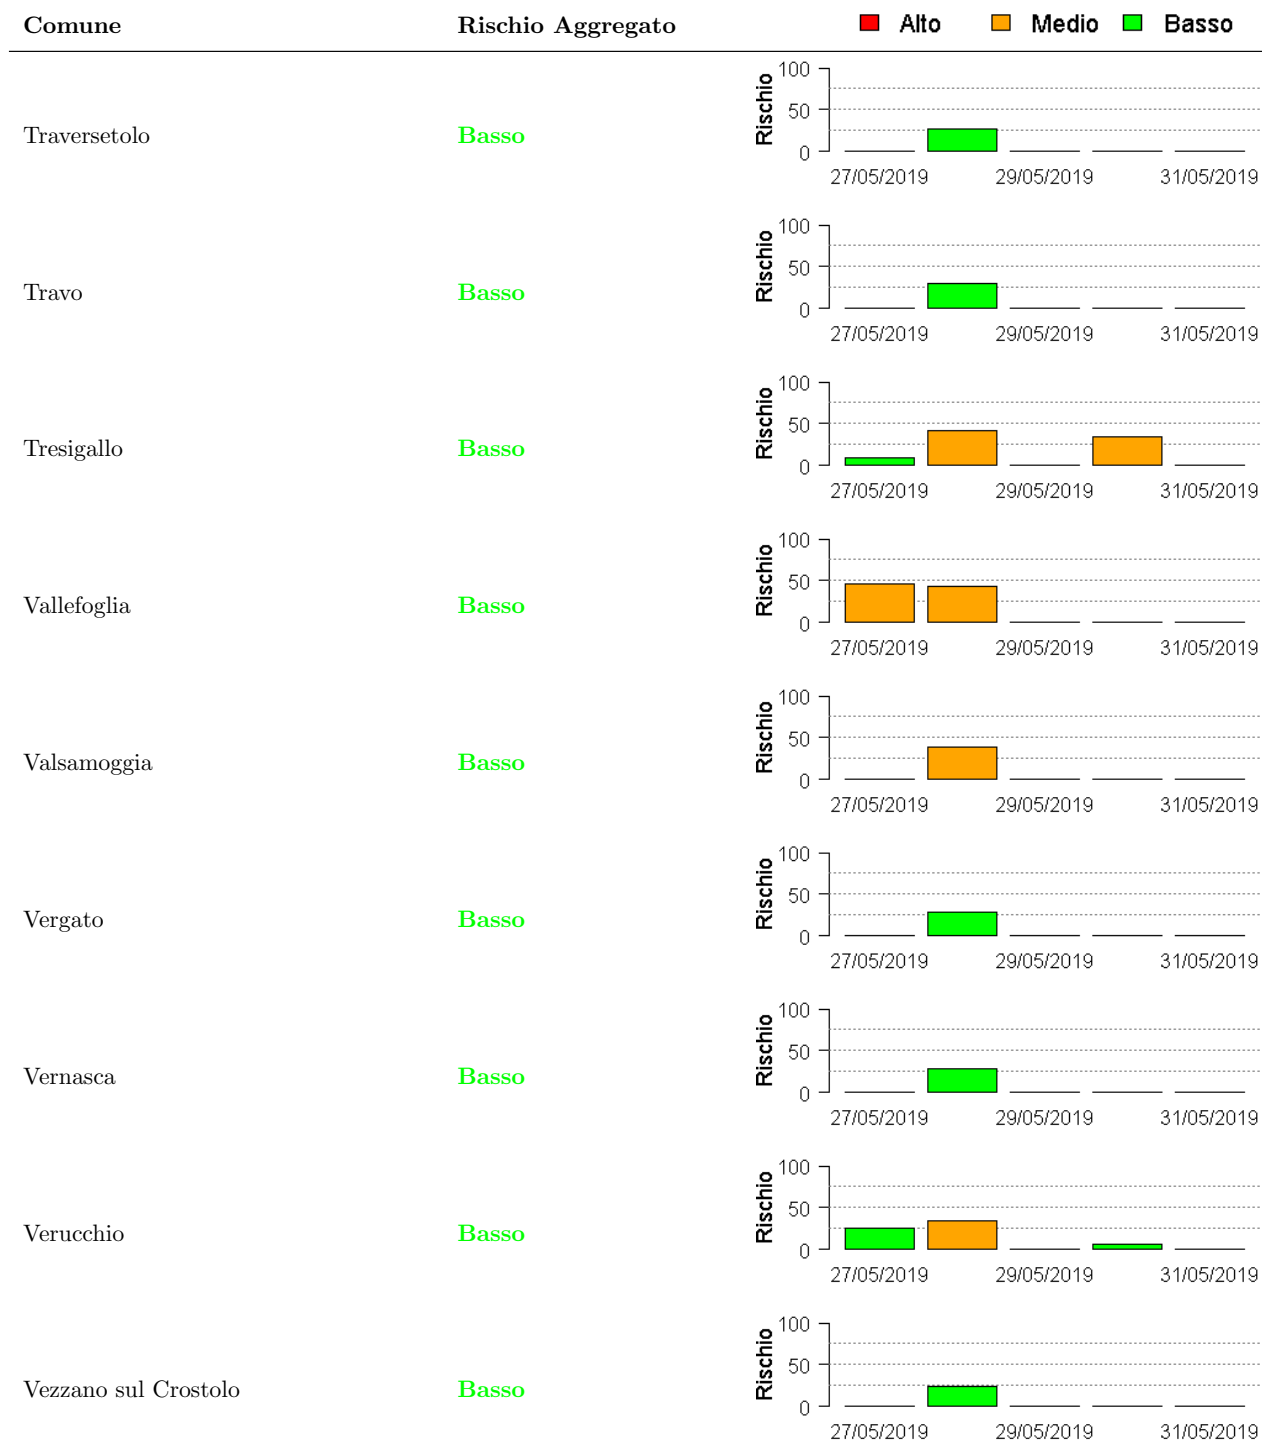 Comune Rischio Aggregato Alto Medio Basso
Traversetolo Basso Rischio 100 50 0
27/05/2019 29/05/2019 31/05/2019
Travo Basso Rischio 100 50 0
27/05/2019 29/05/2019 31/05/2019
Tresigallo Basso Rischio 100 50 0
27/05/2019 29/05/2019 31/05/2019
Vallefoglia Basso Rischio 100 50 0
27/05/2019 29/05/2019 31/05/2019
Valsamoggia Basso Rischio 100 50 0
27/05/2019 29/05/2019 31/05/2019
Vergato Basso Rischio 100 50 0
27/05/2019 29/05/2019 31/05/2019
Vernasca Basso Rischio 100 50 0
27/05/2019 29/05/2019 31/05/2019
Verucchio Basso Rischio 100 50 0
27/05/2019 29/05/2019 31/05/2019
Vezzano sul Crostolo Basso Rischio 100 50 0
27/05/2019 29/05/2019 31/05/2019